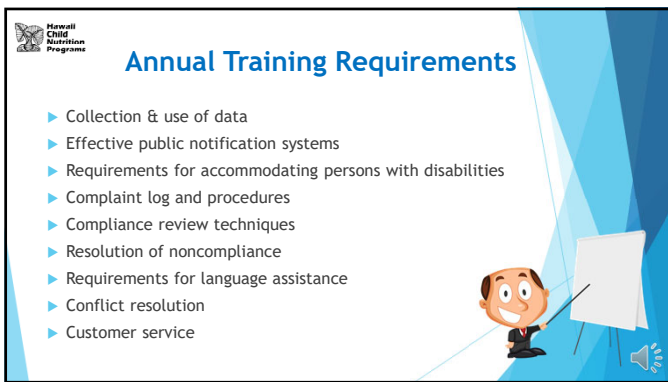 Hawaii
Child
Nutrition
Programs
Annual Training Requirements
Collection & use of data
Effective public notification systems
Requirements for accommodating persons with disabilities
Complaint log and procedures
Compliance review techniques
Resolution of noncompliance
Requirements for language assistance
Conflict resolution
Customer service